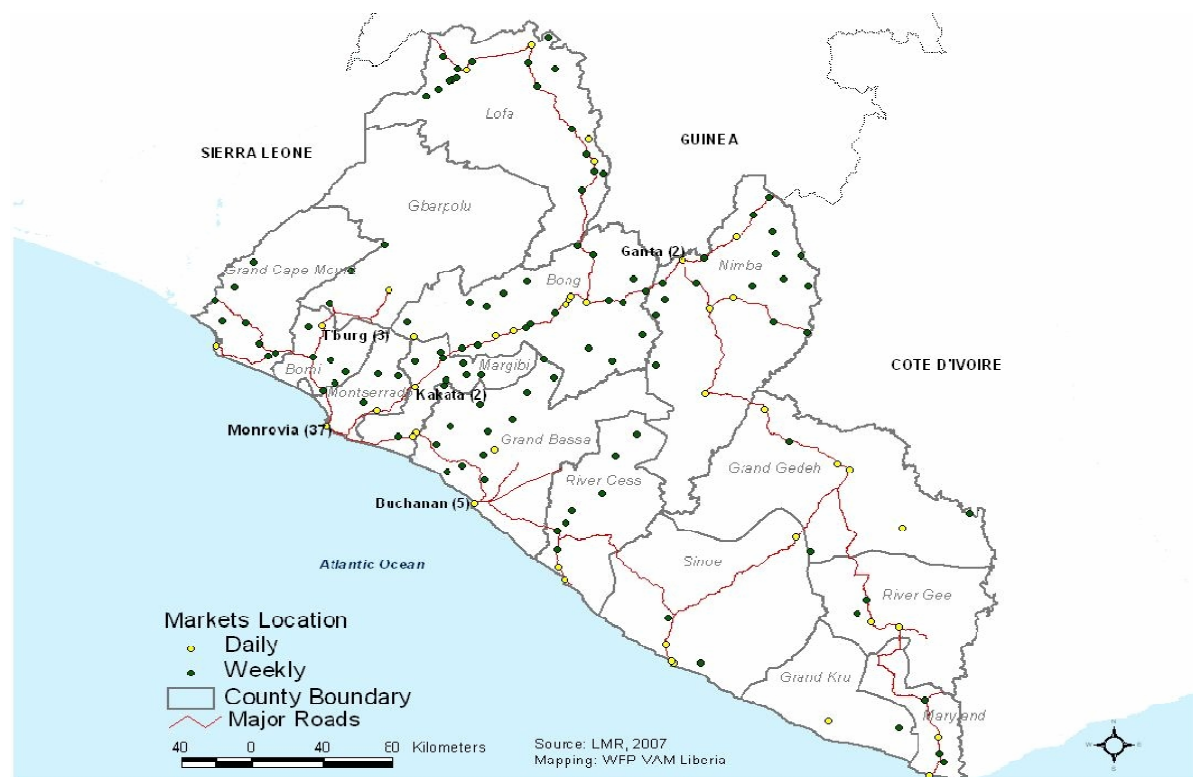 Lofa
GUINEA
SIERRA LEONE
Gbarpolu
Ganta (2)
Nimba
Grand Cape Mount
Bong
T'burg (3)
COTE D'IVOIRE
Bomi
Margibi
Montserrado
Kakata (2)
Monrovia (37)
Grand Bassa
Grand Gedeh
River Cess
Buchanan (5)
Sinoe
Atlantic Ocean
River Gee
Markets Location
Daily
Weekly
Grand Kru
County Boundary
Maryland
Major Roads
40 0 40 80 Kilometers
Source: LMR, 2007
Mapping: WFP VAM Liberia
N
W E
S